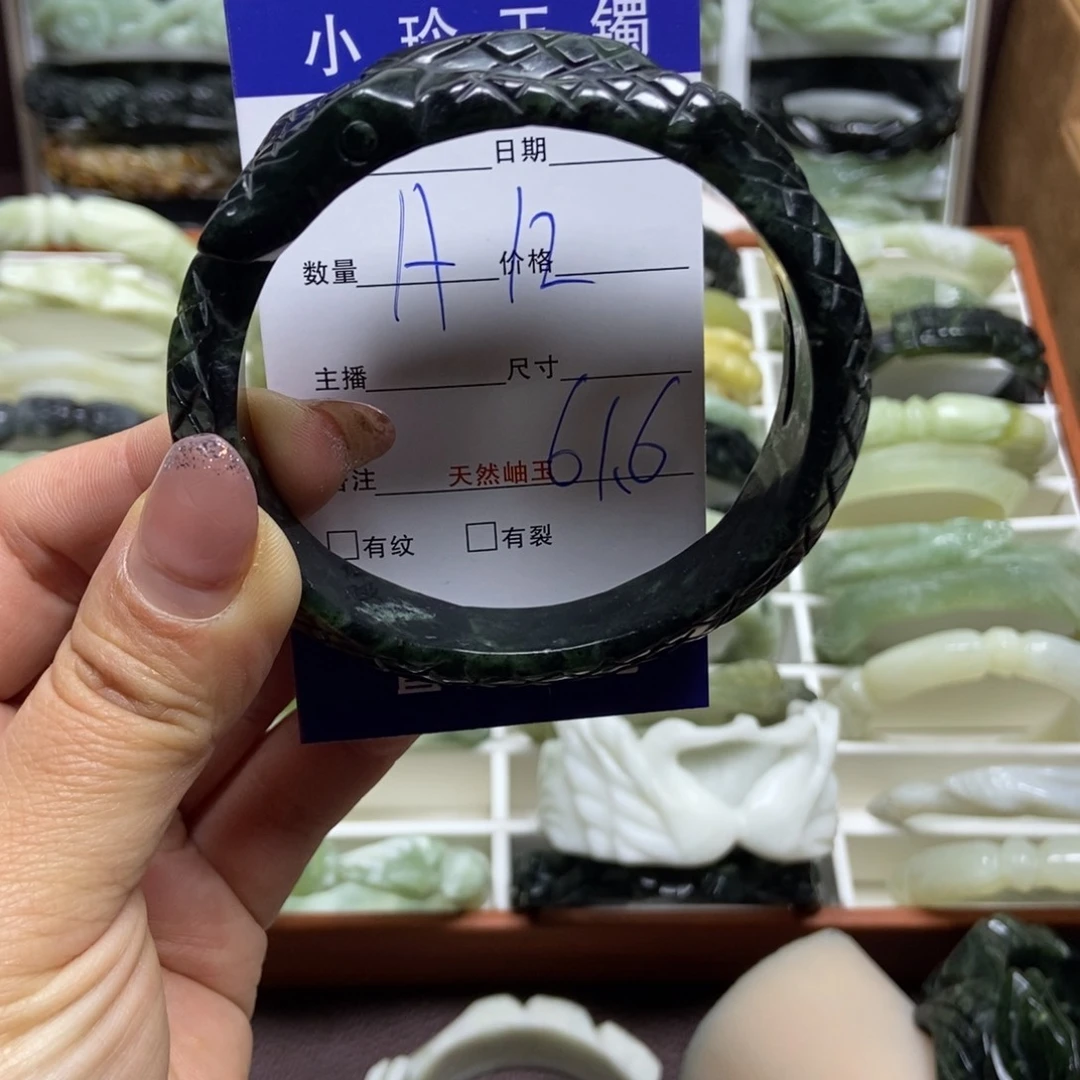 小珍玉镯
日期
数量 A 价格 12
主播 尺寸
61.6
备注 天然岫玉
□有纹 □有裂